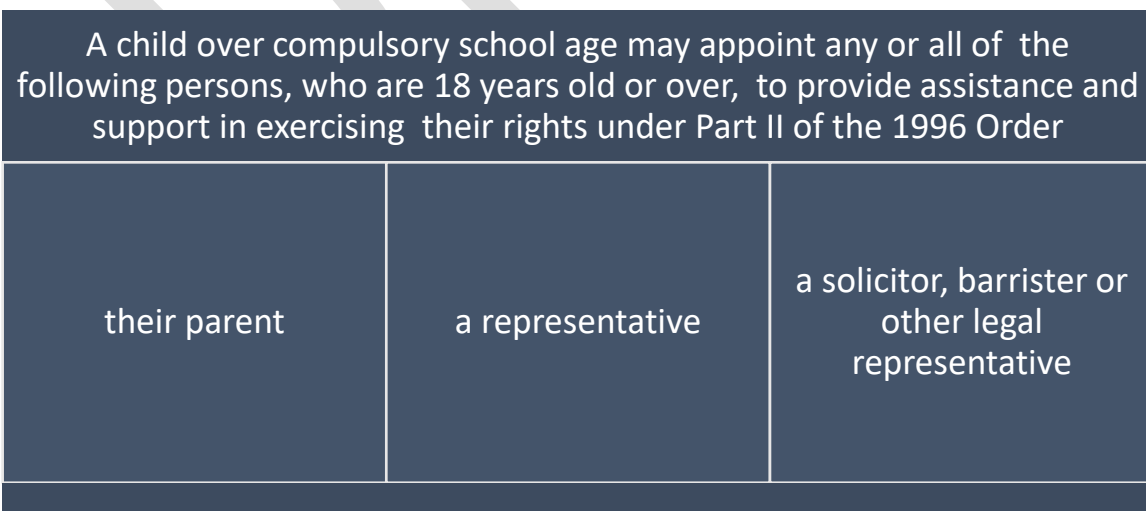 A child over compulsory school age may appoint any or all of the
following persons, who are 18 years old or over, to provide assistance and
support in exercising their rights under Part II of the 1996 Order
their parent
a representative
a solicitor, barrister or
other legal
representative